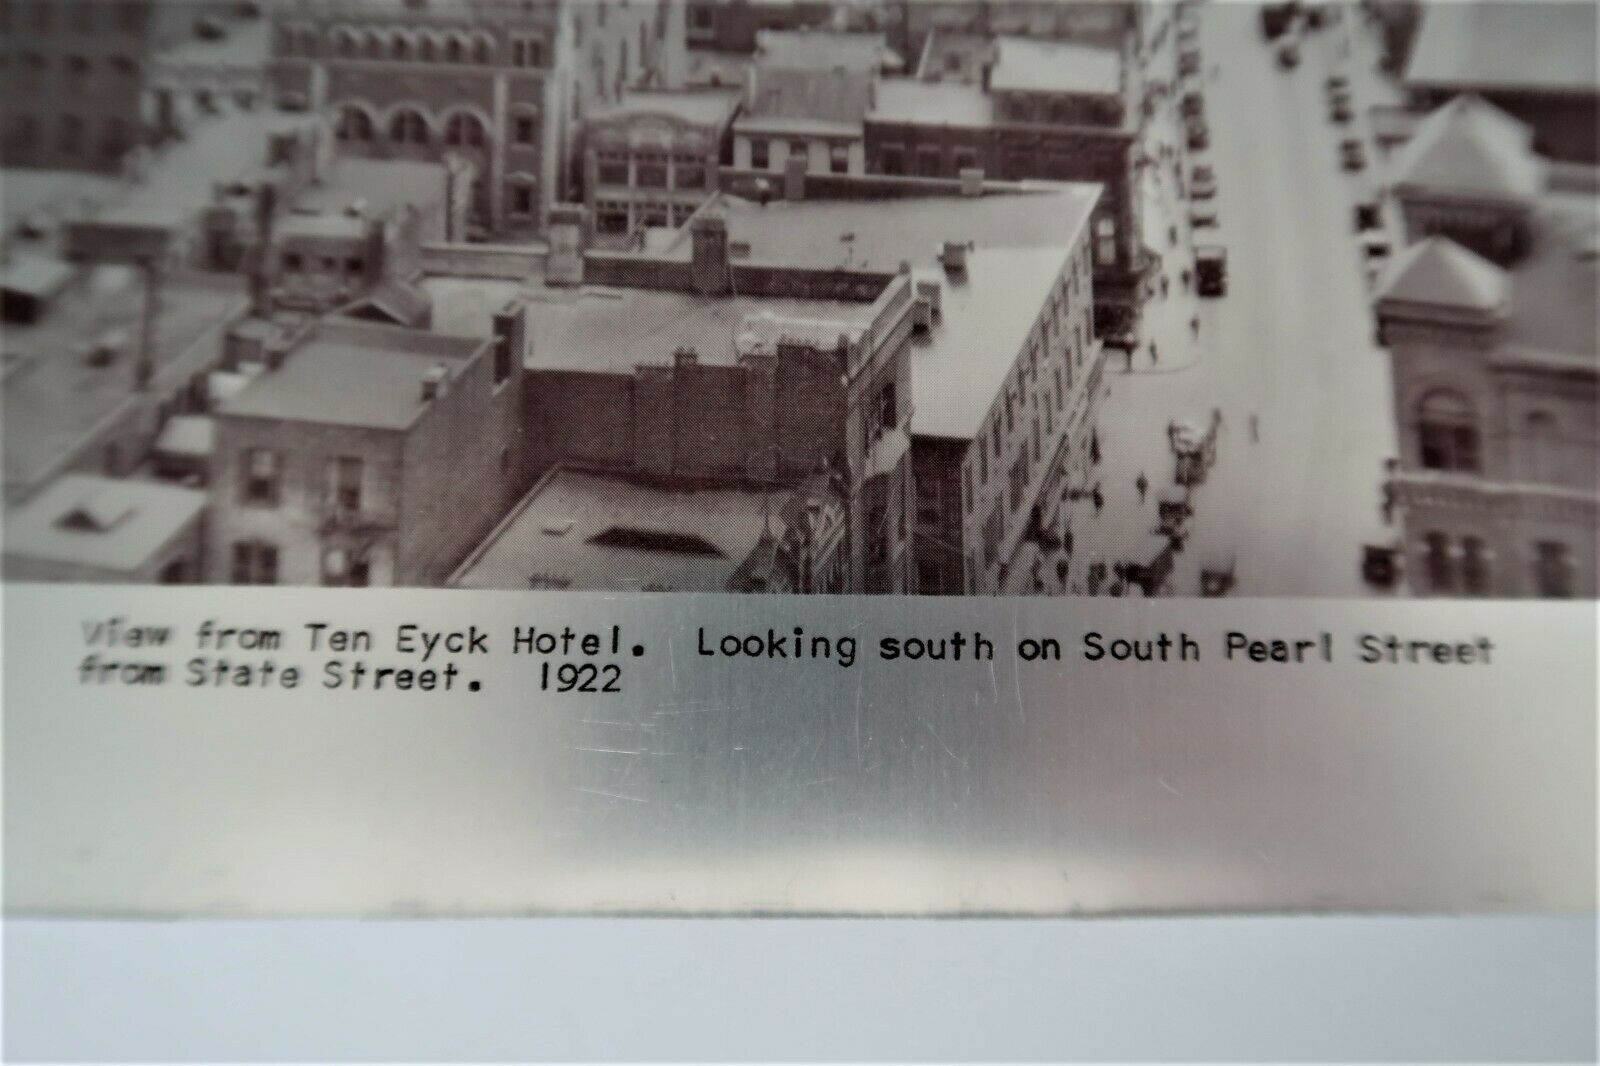 View from Ten Eyck Hotel. Looking south on South Pearl Street
from State Street. 1922